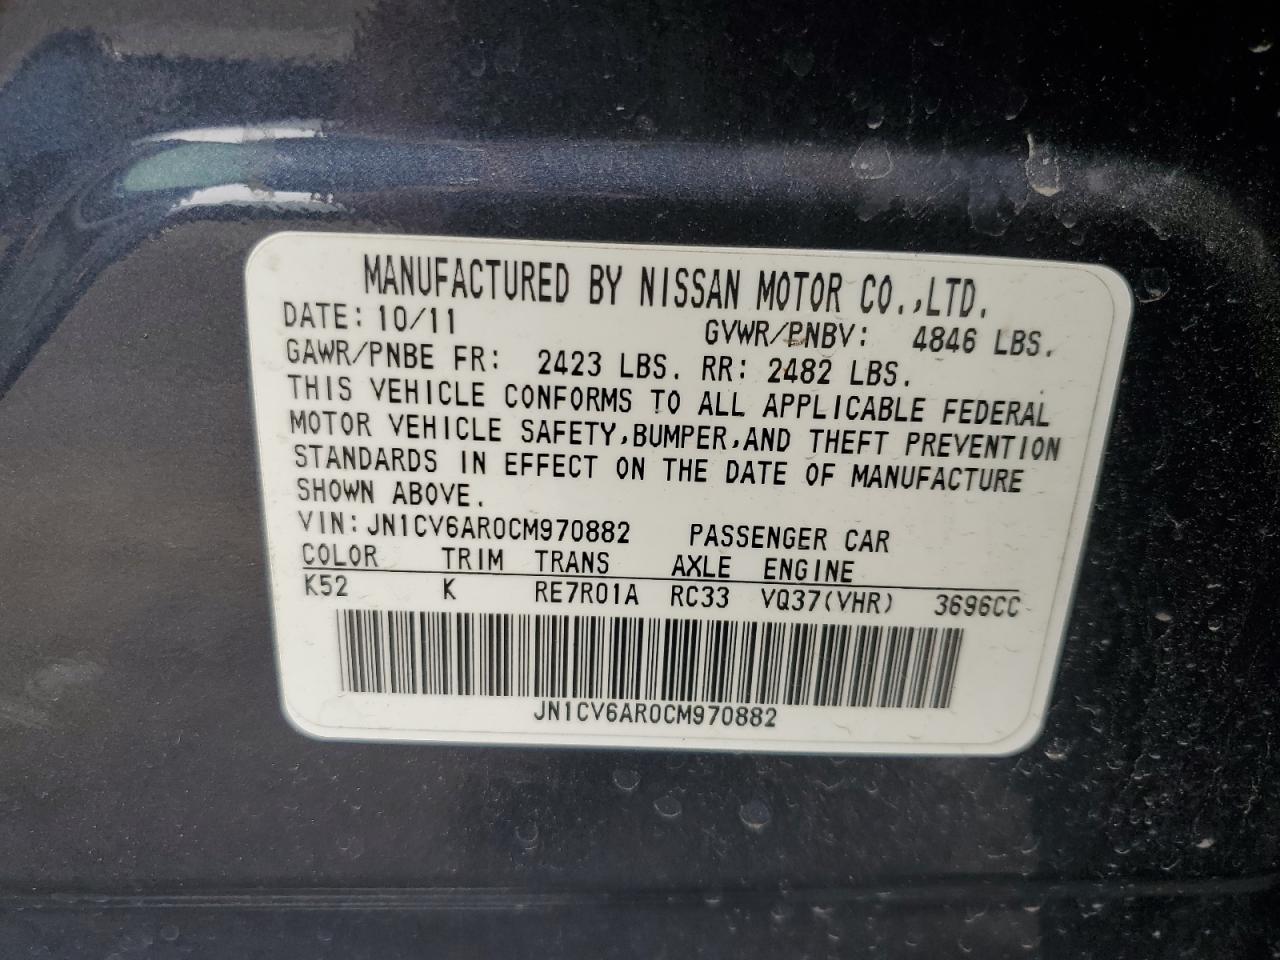 MANUFACTURED BY NISSAN MOTOR CO.,LTD.
DATE: 10/11 GVWR/PNBV: 4846 LBS.
GAWR/PNBE FR: 2423 LBS. RR: 2482 LBS.
THIS VEHICLE CONFORMS TO ALL APPLICABLE FEDERAL
MOTOR VEHICLE SAFETY,BUMPER,AND THEFT PREVENTION
STANDARDS IN EFFECT ON THE DATE OF MANUFACTURE
SHOWN ABOVE.
VIN:JN1CV6AR0CM970882 PASSENGER CAR
COLOR TRIM TRANS AXLE ENGINE
K52 K RE7R01A RC33 VQ37(VHR) 3696CC
JN1CV6AR0CM970882